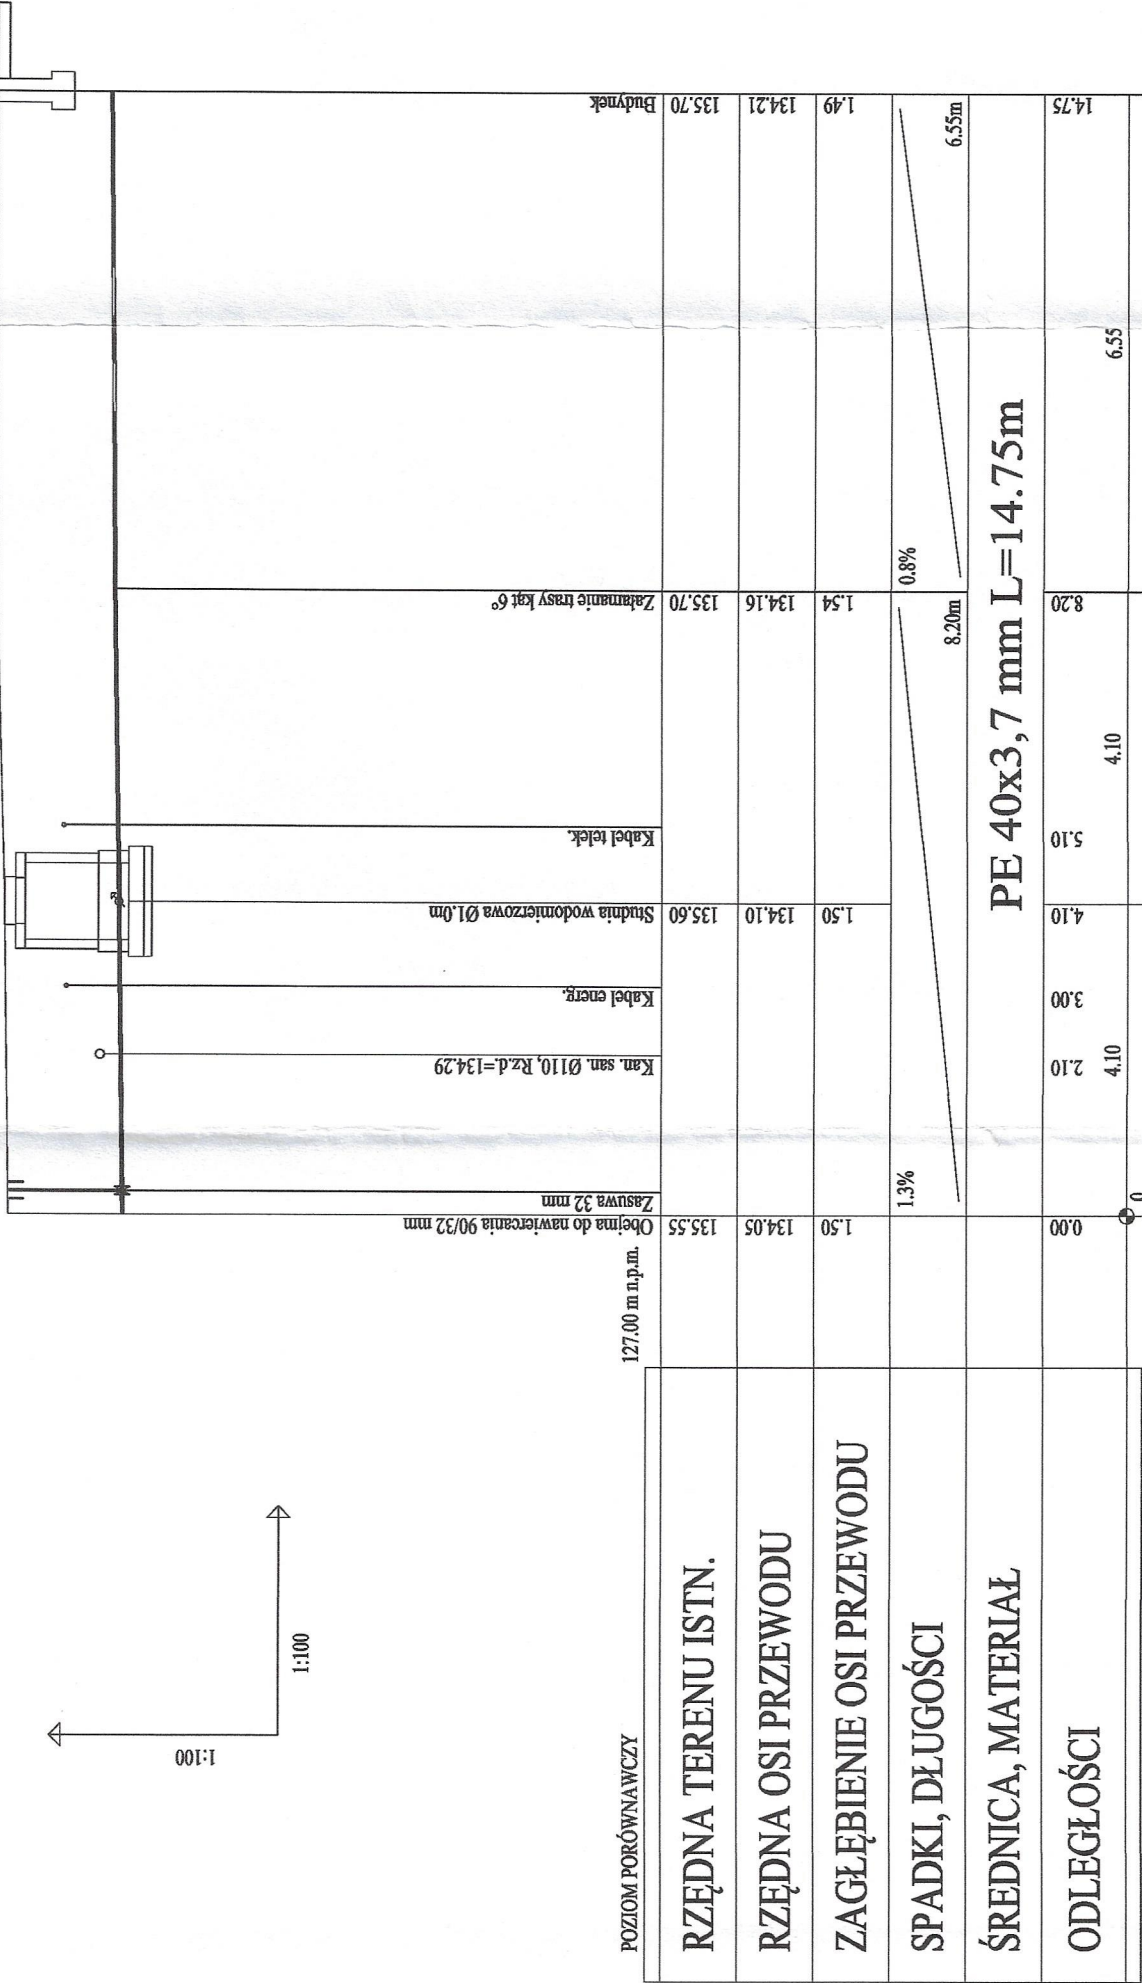 1:100
1:100
POZIOM PORÓWNAWCZY
127.00 m n.p.m.
Obejma do nawiercania 90/32 mm
Zasuwa 32 mm
Kan. san. Ø110, Rz.d.=134.29
Kabel energ.
Studnia wodomierzowa Ø1.0m
Kabel telek.
Załamanie trasy kąt 6°
Budynek
RZĘDNA TERENU ISTN.
135.55
135.60
135.70
135.70
RZĘDNA OSI PRZEWODU
134.05
134.10
134.16
134.21
ZAGŁĘBIENIE OSI PRZEWODU
1.50
1.50
1.54
1.49
SPADKI, DŁUGOŚCI
1.3%
8.20m
0.8%
6.55m
ŚREDNICA, MATERIAŁ
PE 40x3,7 mm L=14.75m
ODLEGŁOŚCI
0.00
2.10
3.00
4.10
5.10
8.20
14.75
4.10
4.10
6.55
0